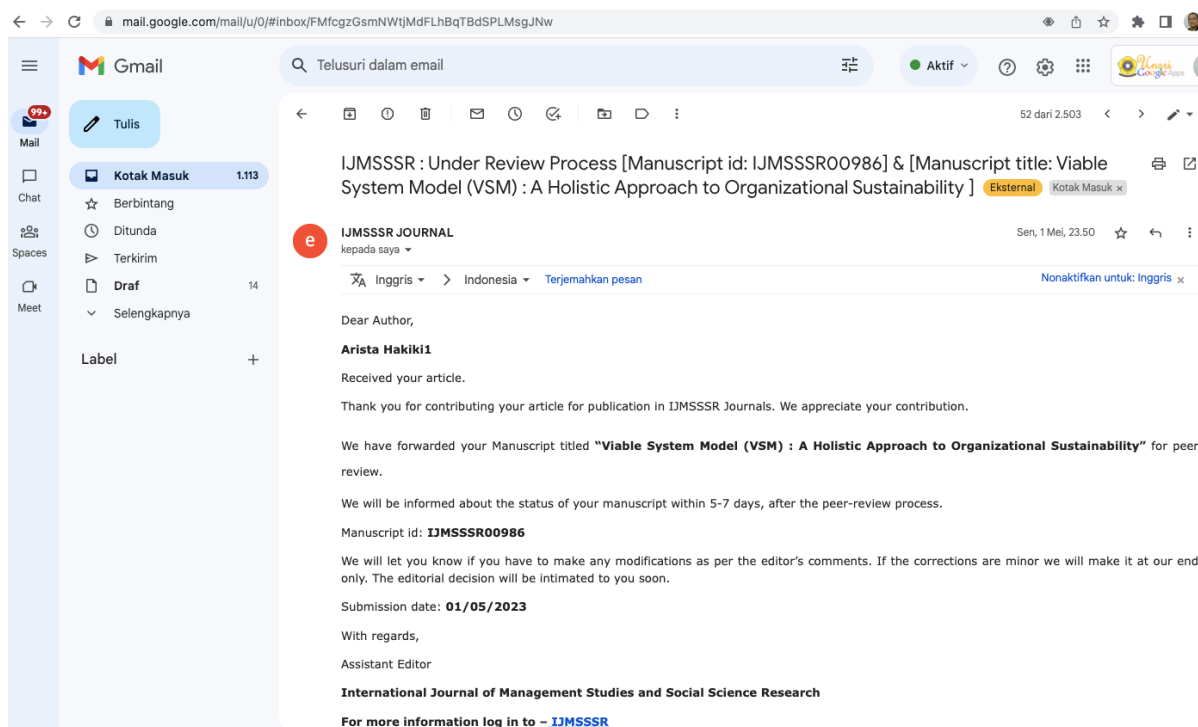 mail.google.com/mail/u/0/#inbox/FMfcgzGsmNWtjMdFLhBqTBdSPLMsgJNw
Gmail
Telusuri dalam email
Aktif
Unsri
Google Apps
99+
Mail
Chat
Spaces
Meet
Tulis
Kotak Masuk 1.113
Berbintang
Ditunda
Terkirim
Draf 14
Selengkapnya
Label
52 dari 2.503
IJMSSSR : Under Review Process [Manuscript id: IJMSSSR00986] & [Manuscript title: Viable
System Model (VSM) : A Holistic Approach to Organizational Sustainability ] Eksternal Kotak Masuk ×
e
IJMSSSR JOURNAL
Sen, 1 Mei, 23.50
kepada saya
Inggris > Indonesia Terjemahkan pesan
Nonaktifkan untuk: Inggris ×
Dear Author,
Arista Hakiki1
Received your article.
Thank you for contributing your article for publication in IJMSSSR Journals. We appreciate your contribution.
We have forwarded your Manuscript titled “Viable System Model (VSM) : A Holistic Approach to Organizational Sustainability” for peer
review.
We will be informed about the status of your manuscript within 5-7 days, after the peer-review process.
Manuscript id: IJMSSSR00986
We will let you know if you have to make any modifications as per the editor’s comments. If the corrections are minor we will make it at our end
only. The editorial decision will be intimated to you soon.
Submission date: 01/05/2023
With regards,
Assistant Editor
International Journal of Management Studies and Social Science Research
For more information log in to – IJMSSSR